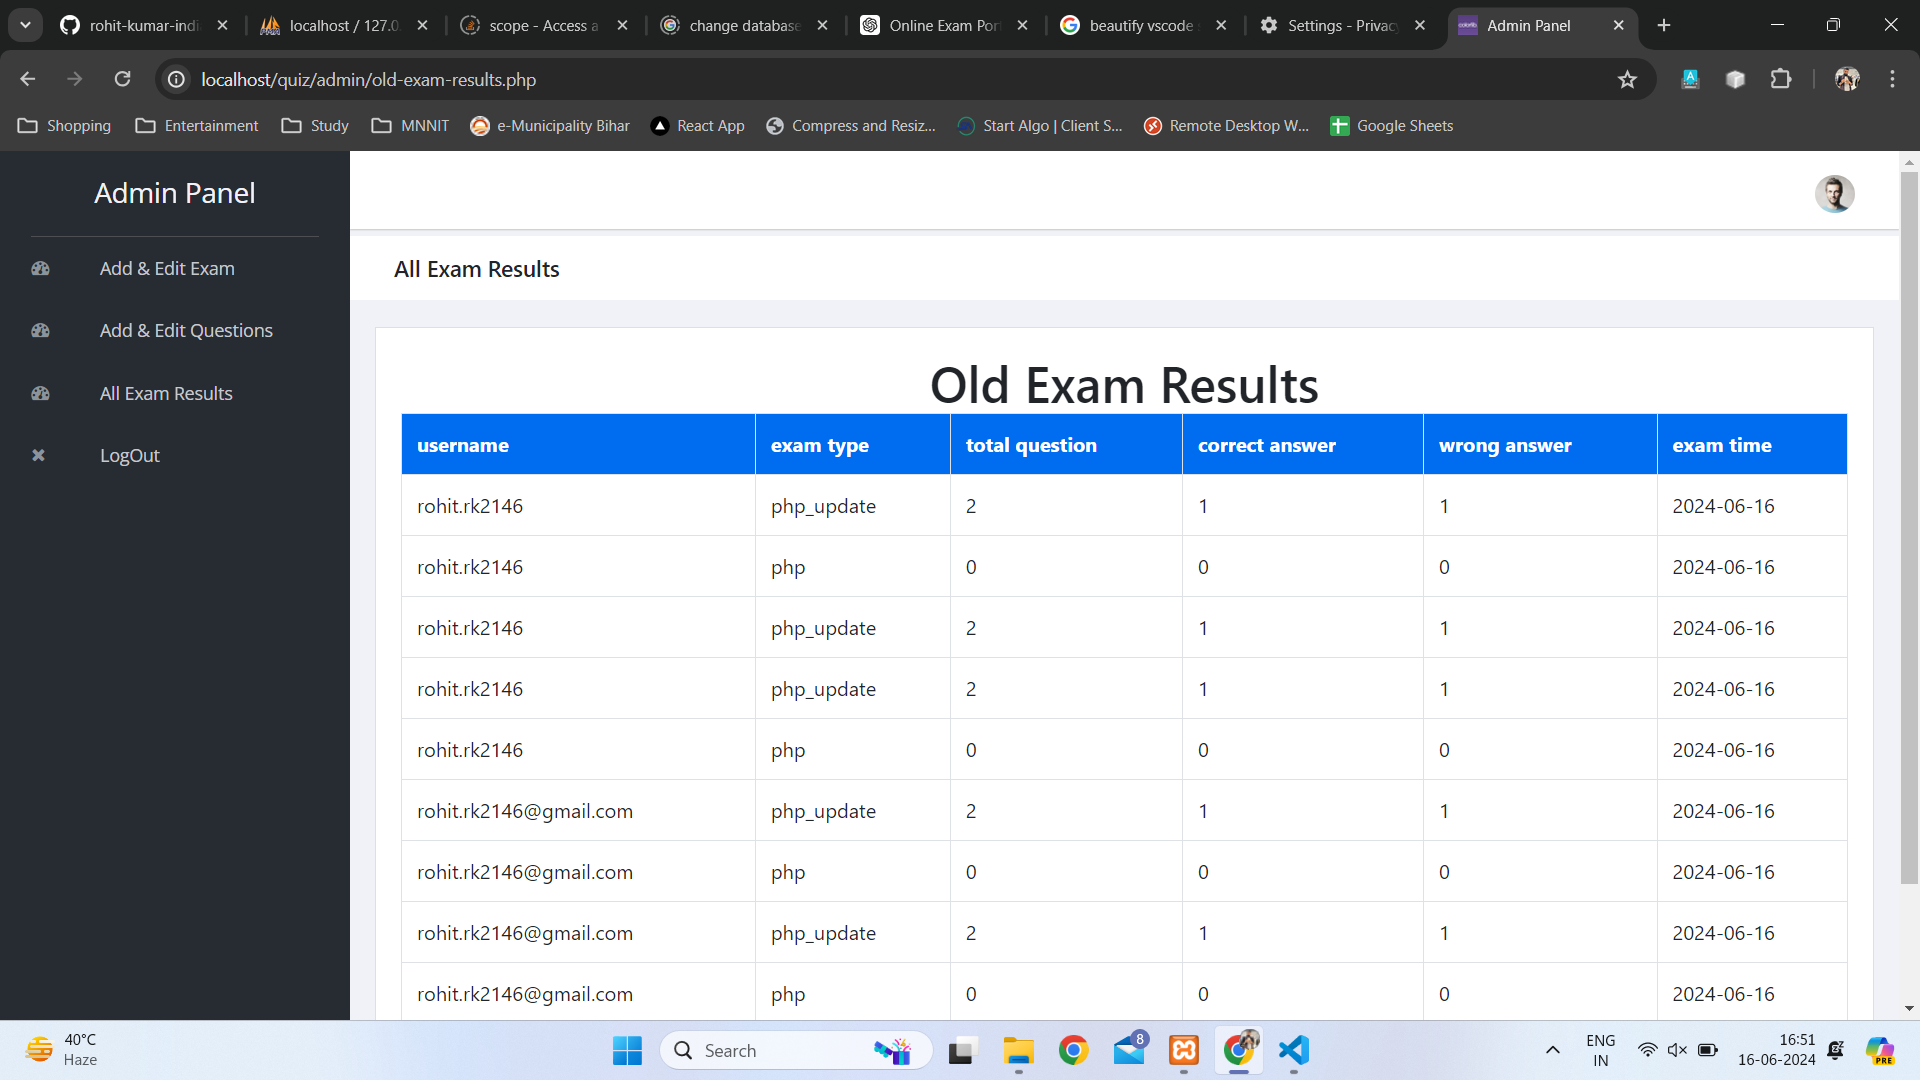 rohit-kumar-indi
localhost / 127.0.
scope - Access a
change database
Online Exam Por
beautify vscode
Settings - Privac
Admin Panel
localhost/quiz/admin/old-exam-results.php
Shopping
Entertainment
Study
MNNIT
e-Municipality Bihar
React App
Compress and Resiz...
Start Algo | Client S...
Remote Desktop W...
Google Sheets
Admin Panel
Add & Edit Exam
Add & Edit Questions
All Exam Results
LogOut
All Exam Results
Old Exam Results
username exam type total question correct answer wrong answer exam time
rohit.rk2146 php_update 2 1 1 2024-06-16
rohit.rk2146 php 0 0 0 2024-06-16
rohit.rk2146 php_update 2 1 1 2024-06-16
rohit.rk2146 php_update 2 1 1 2024-06-16
rohit.rk2146 php 0 0 0 2024-06-16
rohit.rk2146@gmail.com php_update 2 1 1 2024-06-16
rohit.rk2146@gmail.com php 0 0 0 2024-06-16
rohit.rk2146@gmail.com php_update 2 1 1 2024-06-16
rohit.rk2146@gmail.com php 0 0 0 2024-06-16
40°C
Haze
Search
8
ENG
IN
16:51
16-06-2024
PRE